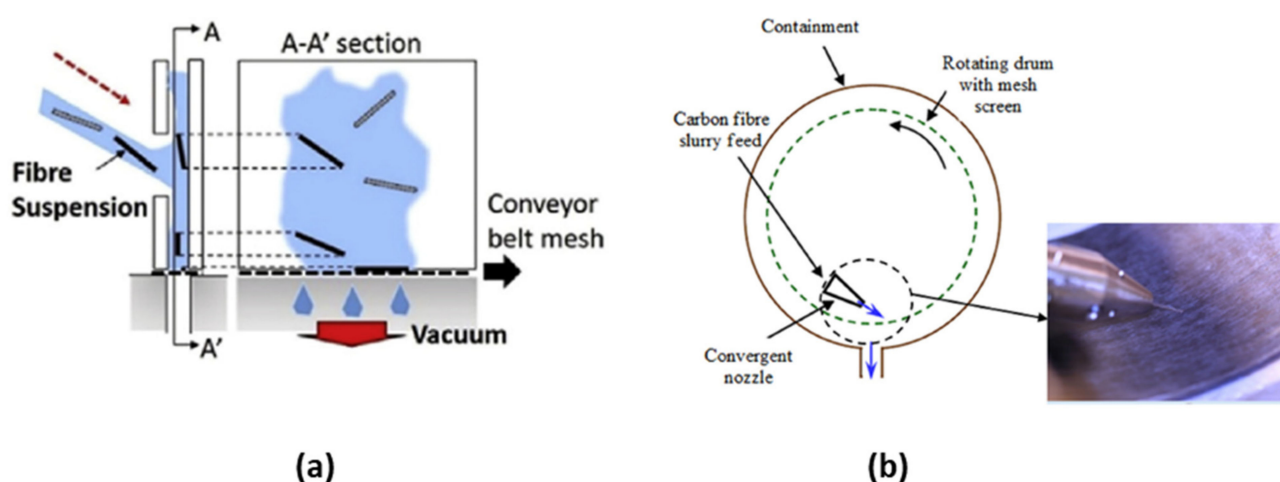 A
A-A' section
Fibre
Suspension
Conveyor
belt mesh
Vacuum
A'
(a)
Containment
Rotating drum
with mesh
screen
Carbon fibre
slurry feed
Convergent
nozzle
(b)